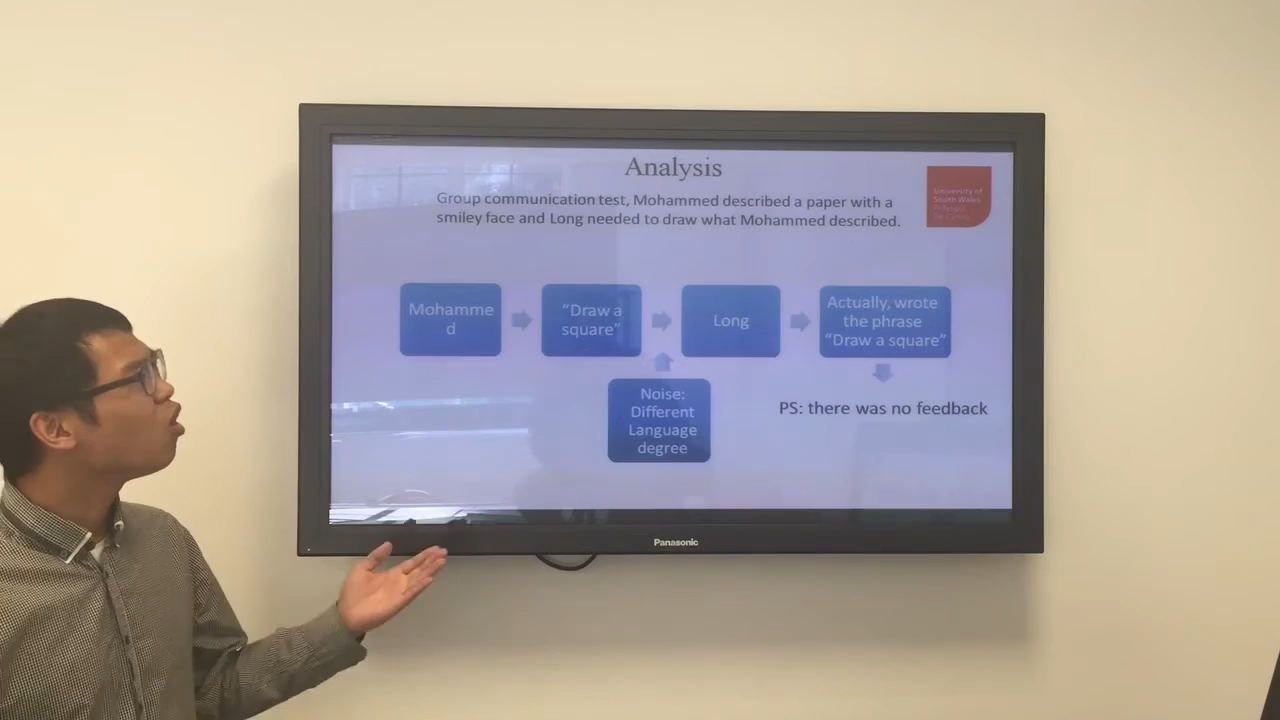 Analysis
University of
South Wales
Group communication test, Mohammed described a paper with a
smiley face and Long needed to draw what Mohammed described.
Mohamme
d
“Draw a
square”
Long
Actually, wrote
the phrase
“Draw a square”
Noise:
Different
Language
degree
PS: there was no feedback
Panasonic